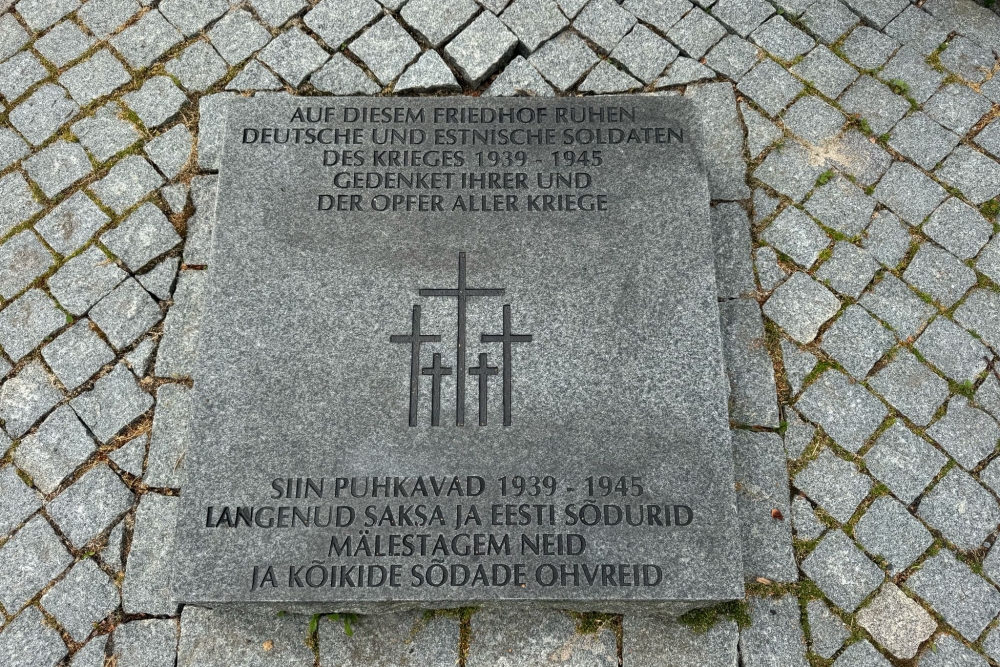 AUF DIESEM FRIEDHOF RUHEN
DEUTSCHE UND ESTNISCHE SOLDATEN
DES KRIEGES 1939 - 1945
GEDENKET IHRER UND
DER OPFER ALLER KRIEGE
SIIN PUHKAVAD 1939 - 1945
LANGENUD SAKSA JA EESTI SÕDURID
MÄLESTAGEM NEID
JA KÕIKIDE SÕDADE OHVREID